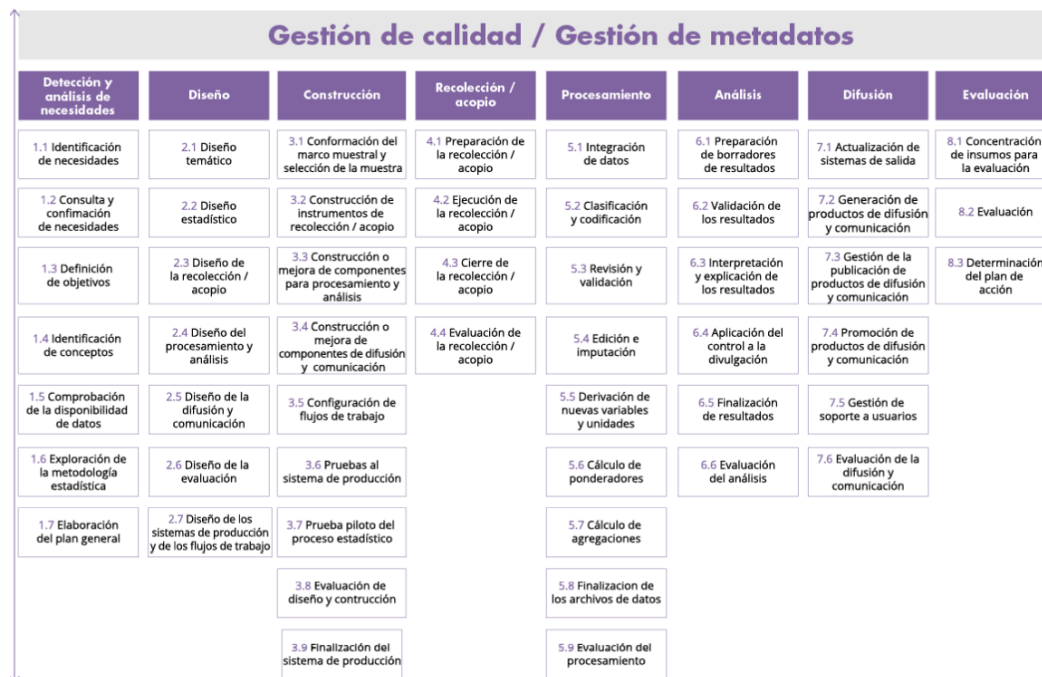 Gestión de calidad / Gestión de metadatos
Detección y
análisis de
necesidades
1.1 Identificación
de necesidades
1.2 Consulta y
confimación
de necesidades
1.3 Definición
de objetivos
1.4 Identificación
de conceptos
1.5 Comprobación
de la disponibilidad
de datos
1.6 Exploración de
la metodología
estadística
1.7 Elaboración
del plan general
Diseño
2.1 Diseño
temático
2.2 Diseño
estadístico
2.3 Diseño de
la recolección /
acopio
2.4 Diseño del
procesamiento y
análisis
2.5 Diseño de la
difusión y
comunicación
2.6 Diseño de la
evaluación
2.7 Diseño de los
sistemas de producción
y de los flujos de trabajo
Construcción
3.1 Conformación del
marco muestral y
selección de la muestra
3.2 Construcción de
instrumentos de
recolección / acopio
3.3 Construcción o
mejora de componentes
para procesamiento y
análisis
3.4 Construcción o
mejora de
componentes de difusión
y comunicación
3.5 Configuración de
flujos de trabajo
3.6 Pruebas al
sistema de producción
3.7 Prueba piloto del
proceso estadístico
3.8 Evaluación de
diseño y contrucción
3.9 Finalización del
sistema de producción
Recolección /
acopio
4.1 Preparación de
la recolección /
acopio
4.2 Ejecución de
la recolección /
acopio
4.3 Cierre de
la recolección /
acopio
4.4 Evaluación de
la recolección /
acopio
Procesamiento
5.1 Integración
de datos
5.2 Clasificación
y codificación
5.3 Revisión y
validación
5.4 Edición e
imputación
5.5 Derivación de
nuevas variables
y unidades
5.6 Cálculo de
ponderadores
5.7 Cálculo de
agregaciones
5.8 Finalizacion de
los archivos de datos
5.9 Evaluación del
procesamiento
Análisis
6.1 Preparación
de borradores
de resultados
6.2 Validación de
los resultados
6.3 Interpretación
y explicación de
los resultados
6.4 Aplicación del
control a la
divulgación
6.5 Finalización
de resultados
6.6 Evaluación
del análisis
Difusión
7.1 Actualización de
sistemas de salida
7.2 Generación de
productos de difusión
y comunicación
7.3 Gestión de la
publicación de
productos de difusión
y comunicación
7.4 Promoción de
productos de difusión
y comunicación
7.5 Gestión de
soporte a usuarios
7.6 Evaluación de la
difusión y
comunicación
Evaluación
8.1 Concentración
de insumos para
la evaluación
8.2 Evaluación
8.3 Determinación
del plan de
acción